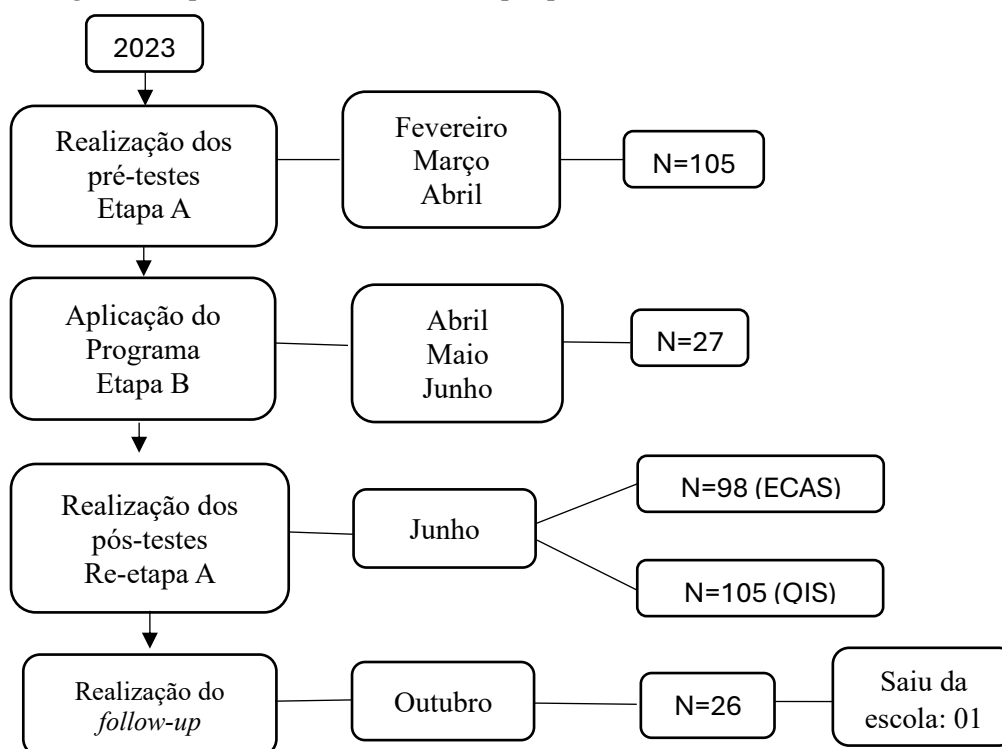 2023
Realização dos
pré-testes
Etapa A
Fevereiro
Março
Abril
N=105
Aplicação do
Programa
Etapa B
Abril
Maio
Junho
N=27
Realização dos
pós-testes
Re-etapa A
Junho
N=98 (ECAS)
N=105 (QIS)
Realização do
follow-up
Outubro
N=26
Saiu da
escola: 01